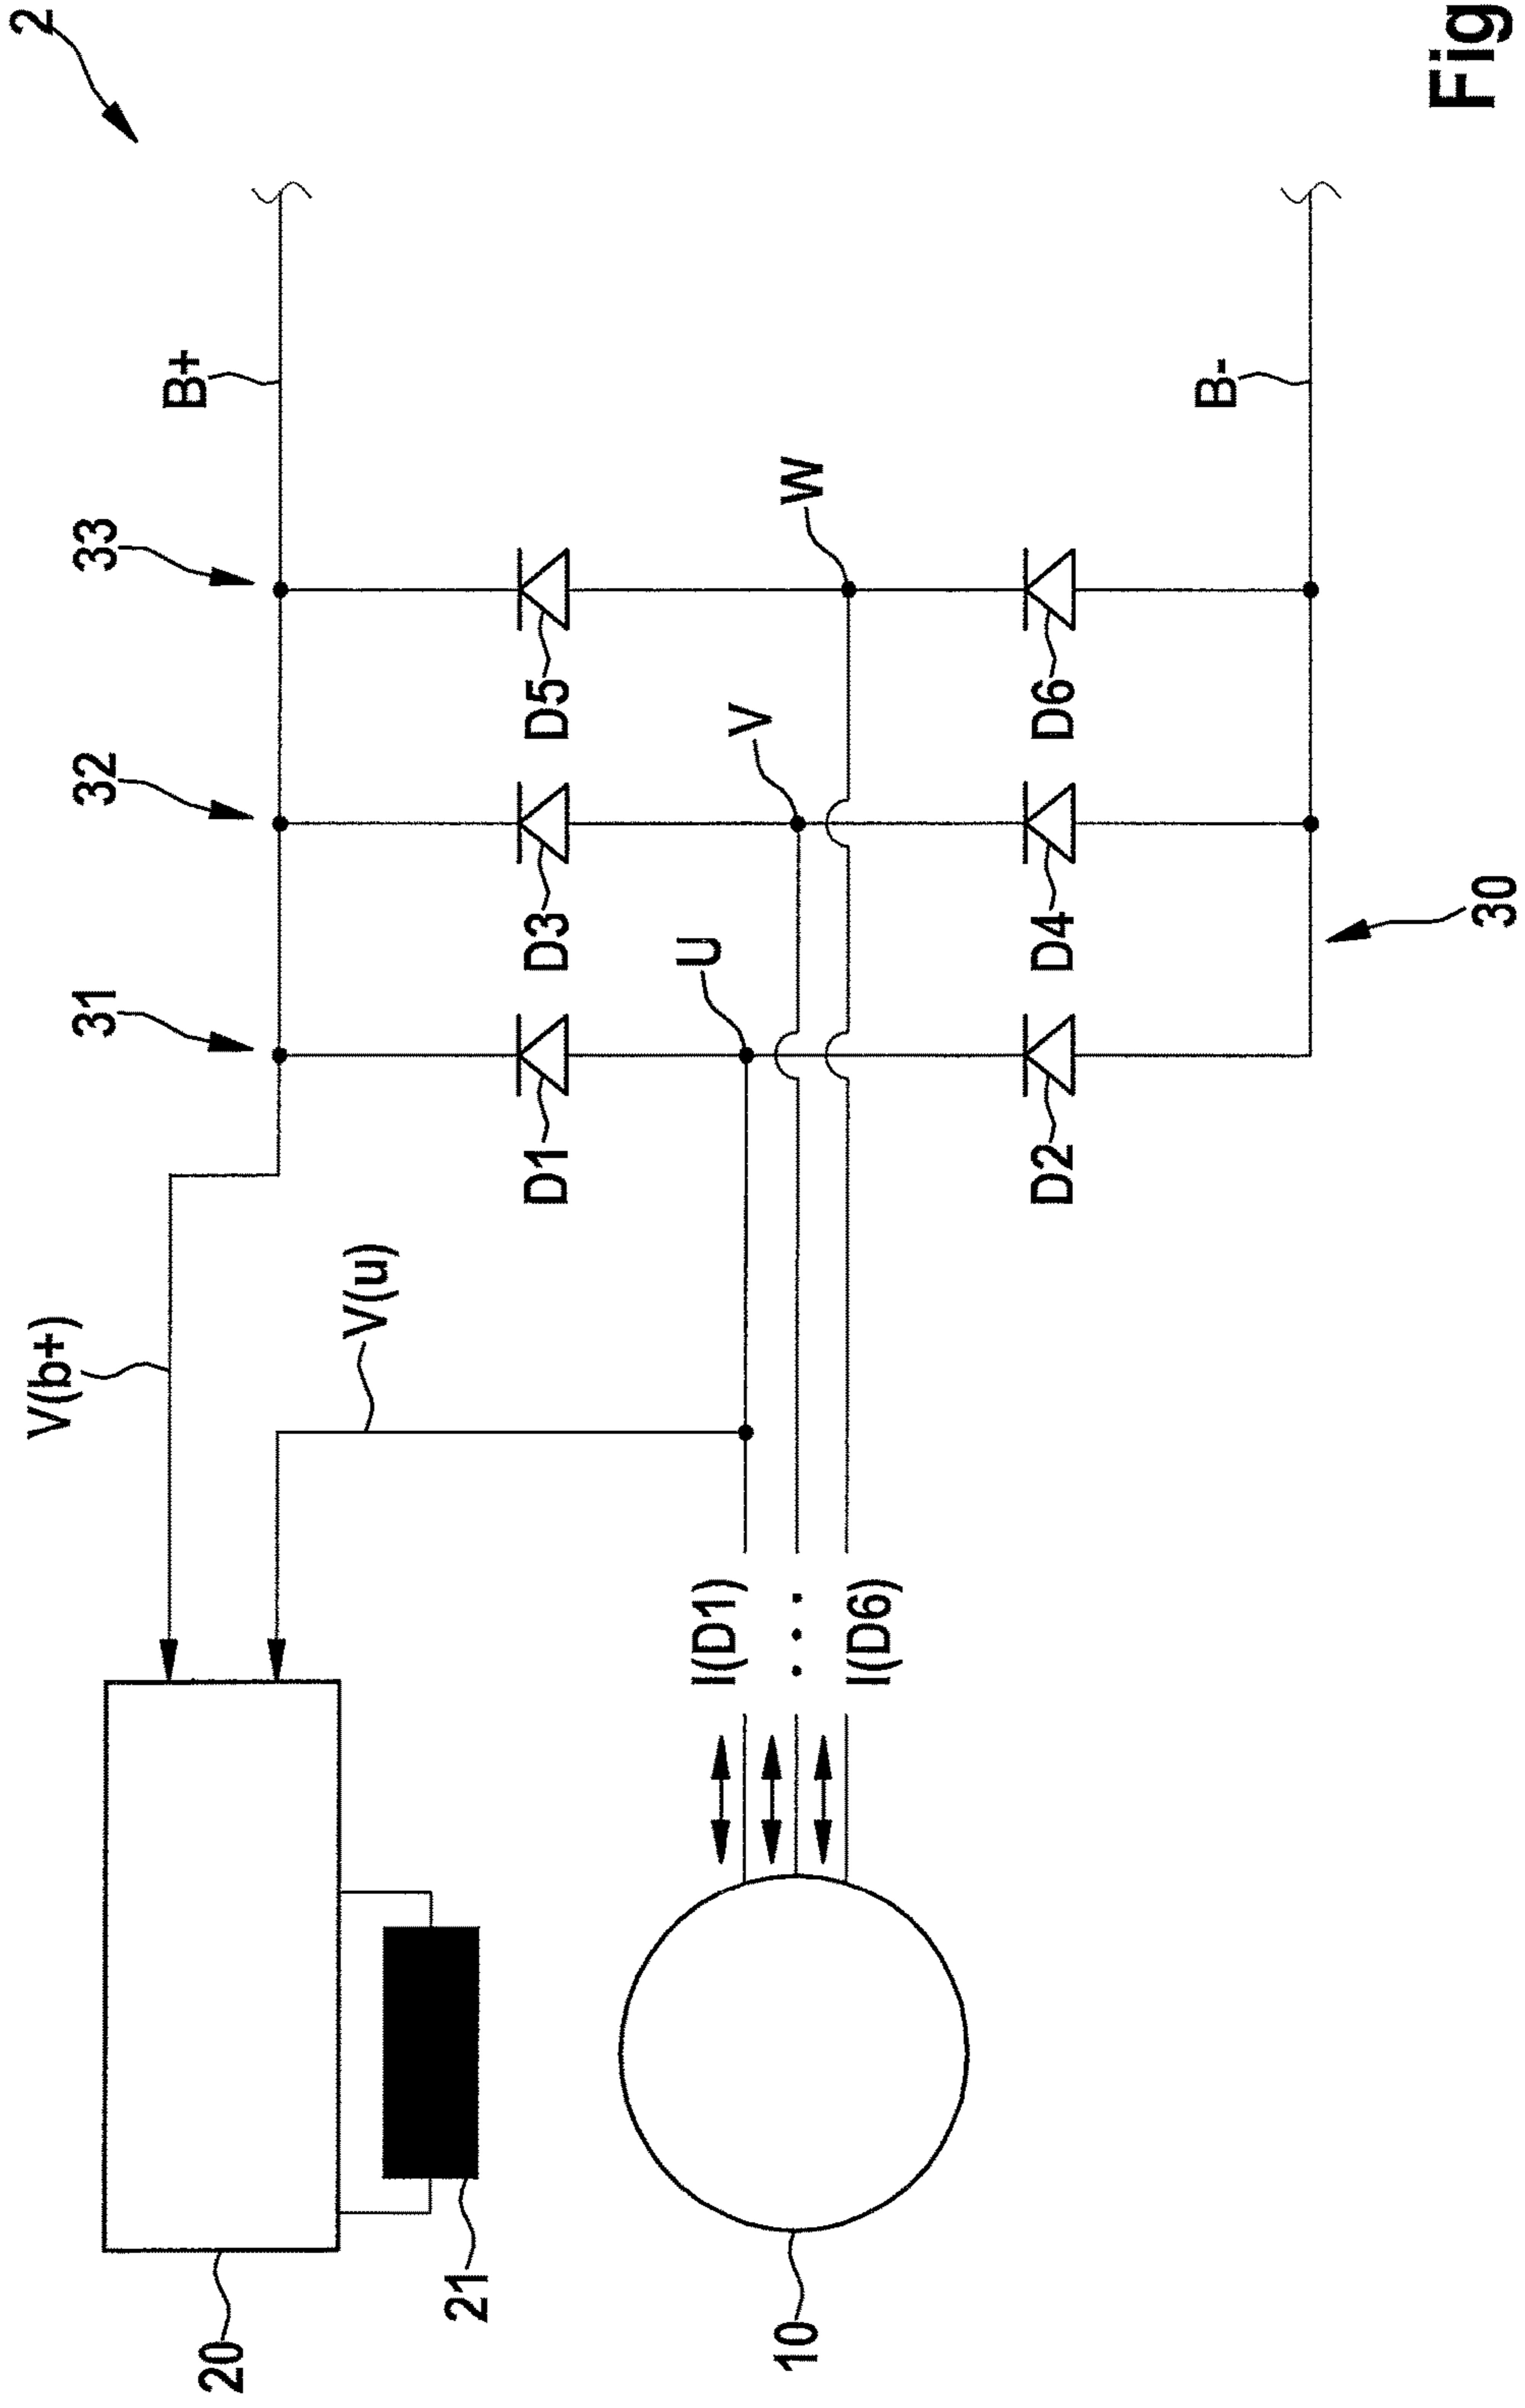 2
33
32
31
B+
V(b+)
V(u)
D5
D3
D1
W
V
U
I(D1)
...
I(D6)
D6
D4
D2
B-
30
20
21
10
Fig